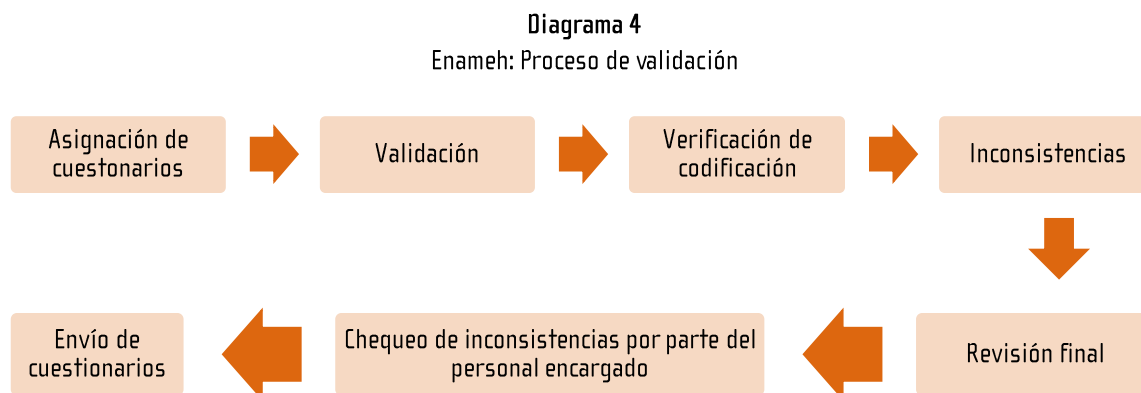 Diagrama 4
Enameh: Proceso de validación
Asignación de
cuestonarios
Validación
Verificación de
codificación
Inconsistencias
Revisión final
Chequeo de inconsistencias por parte del
personal encargado
Envío de
cuestionarios